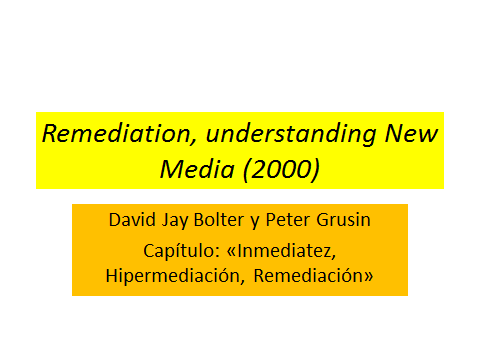 Remediation, understanding New
Media (2000)
David Jay Bolter y Peter Grusin
Capítulo: «Inmediatez,
Hipermediación, Remediación»